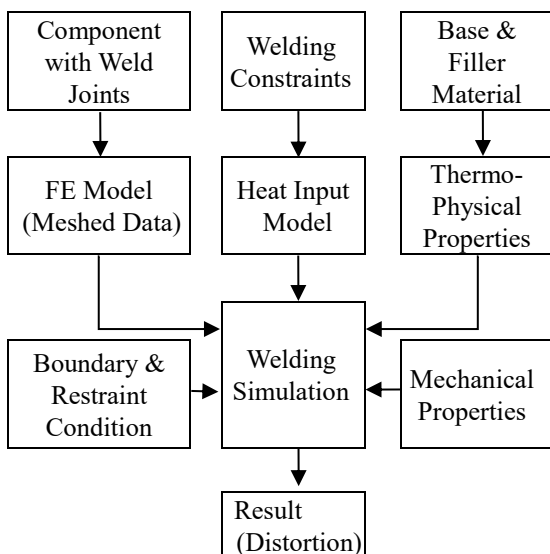 Component
with Weld
Joints
Welding
Constraints
Base &
Filler
Material
FE Model
(Meshed Data)
Heat Input
Model
Thermo-
Physical
Properties
Boundary &
Restraint
Condition
Welding
Simulation
Mechanical
Properties
Result
(Distortion)